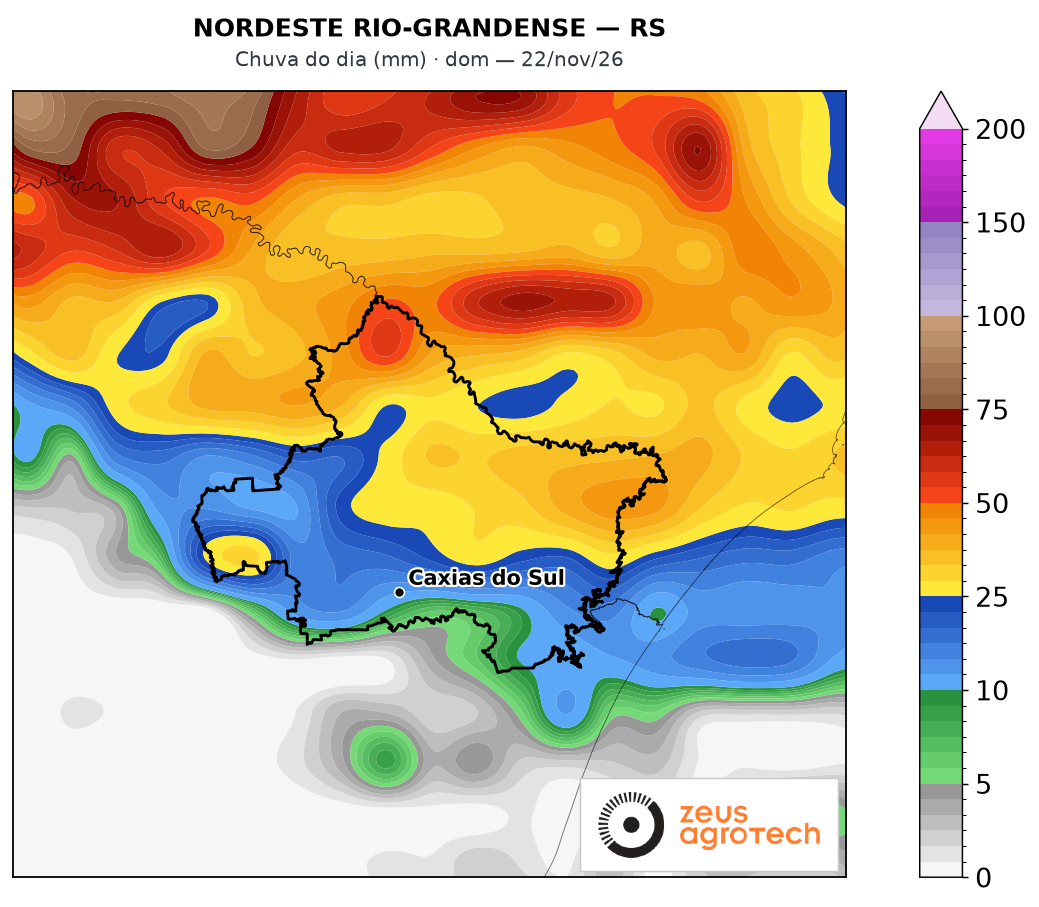 NORDESTE RIO-GRANDENSE — RS
Chuva do dia (mm) · dom — 22/nov/26
200
150
100
75
50
25
10
5
0
Caxias do Sul
zeus
agrotech